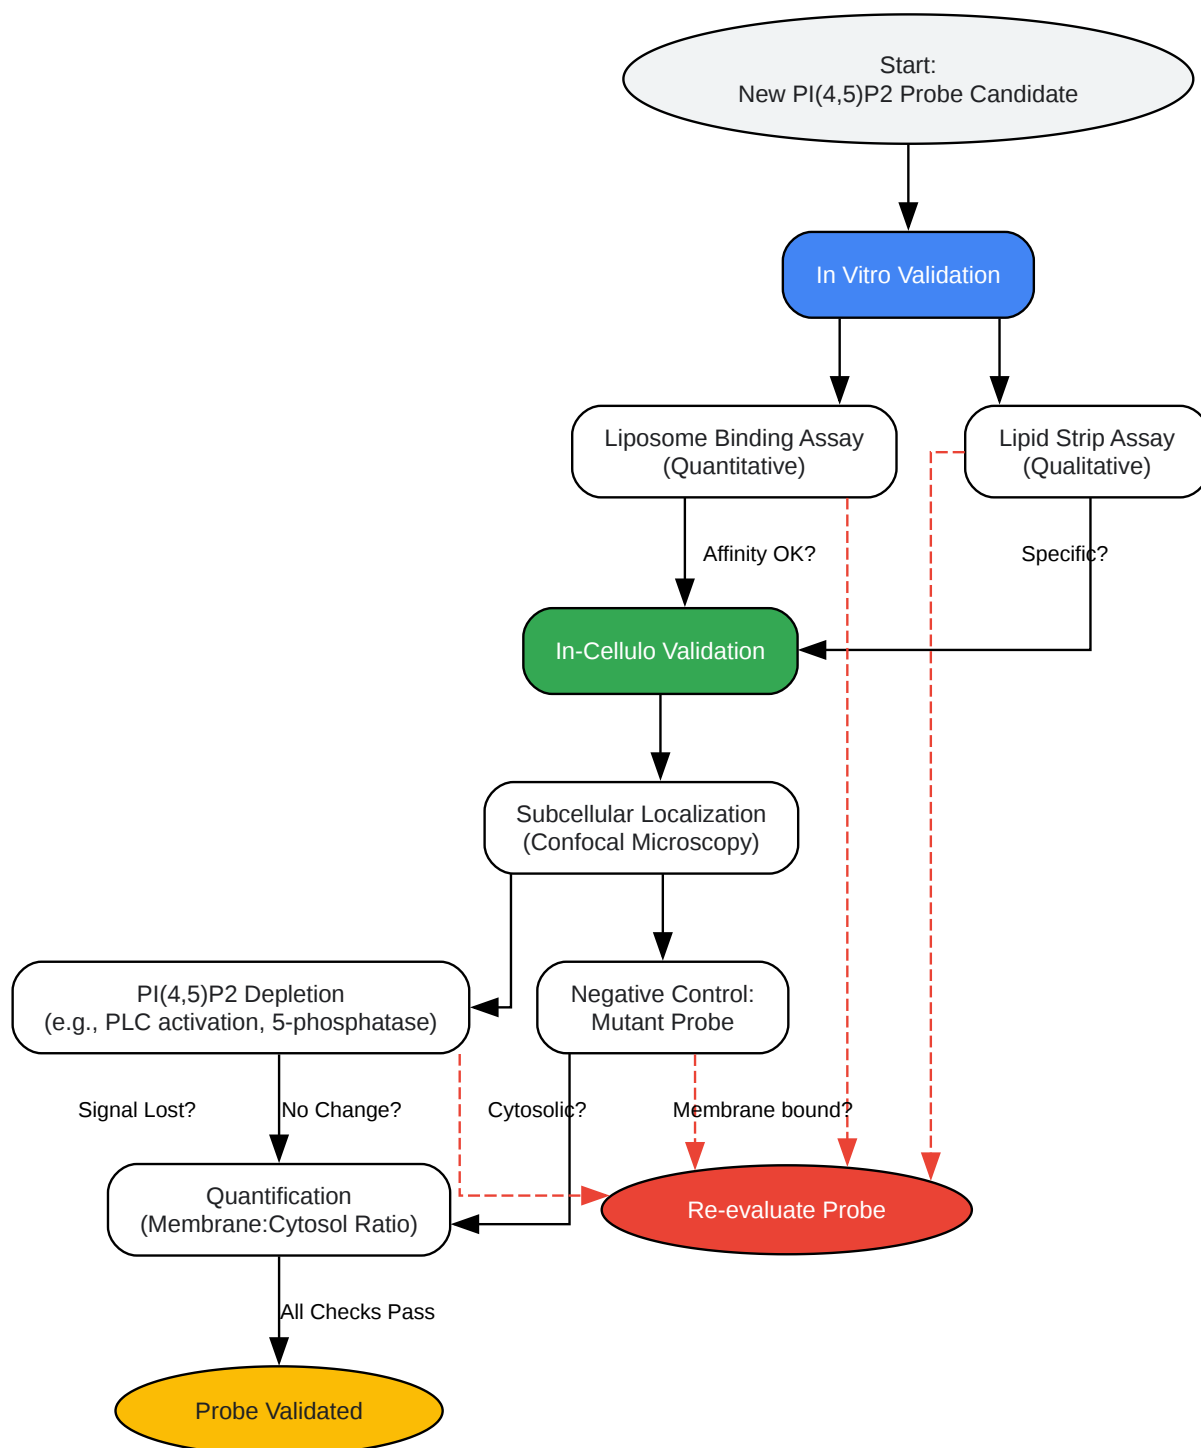 Start:
New PI(4,5)P2 Probe Candidate
In Vitro Validation
Liposome Binding Assay
(Quantitative)
Lipid Strip Assay
(Qualitative)
Affinity OK?
Specific?
In-Cellulo Validation
Subcellular Localization
(Confocal Microscopy)
PI(4,5)P2 Depletion
(e.g., PLC activation, 5-phosphatase)
Negative Control:
Mutant Probe
Signal Lost?
No Change?
Cytosolic?
Membrane bound?
Quantification
(Membrane:Cytosol Ratio)
Re-evaluate Probe
All Checks Pass
Probe Validated